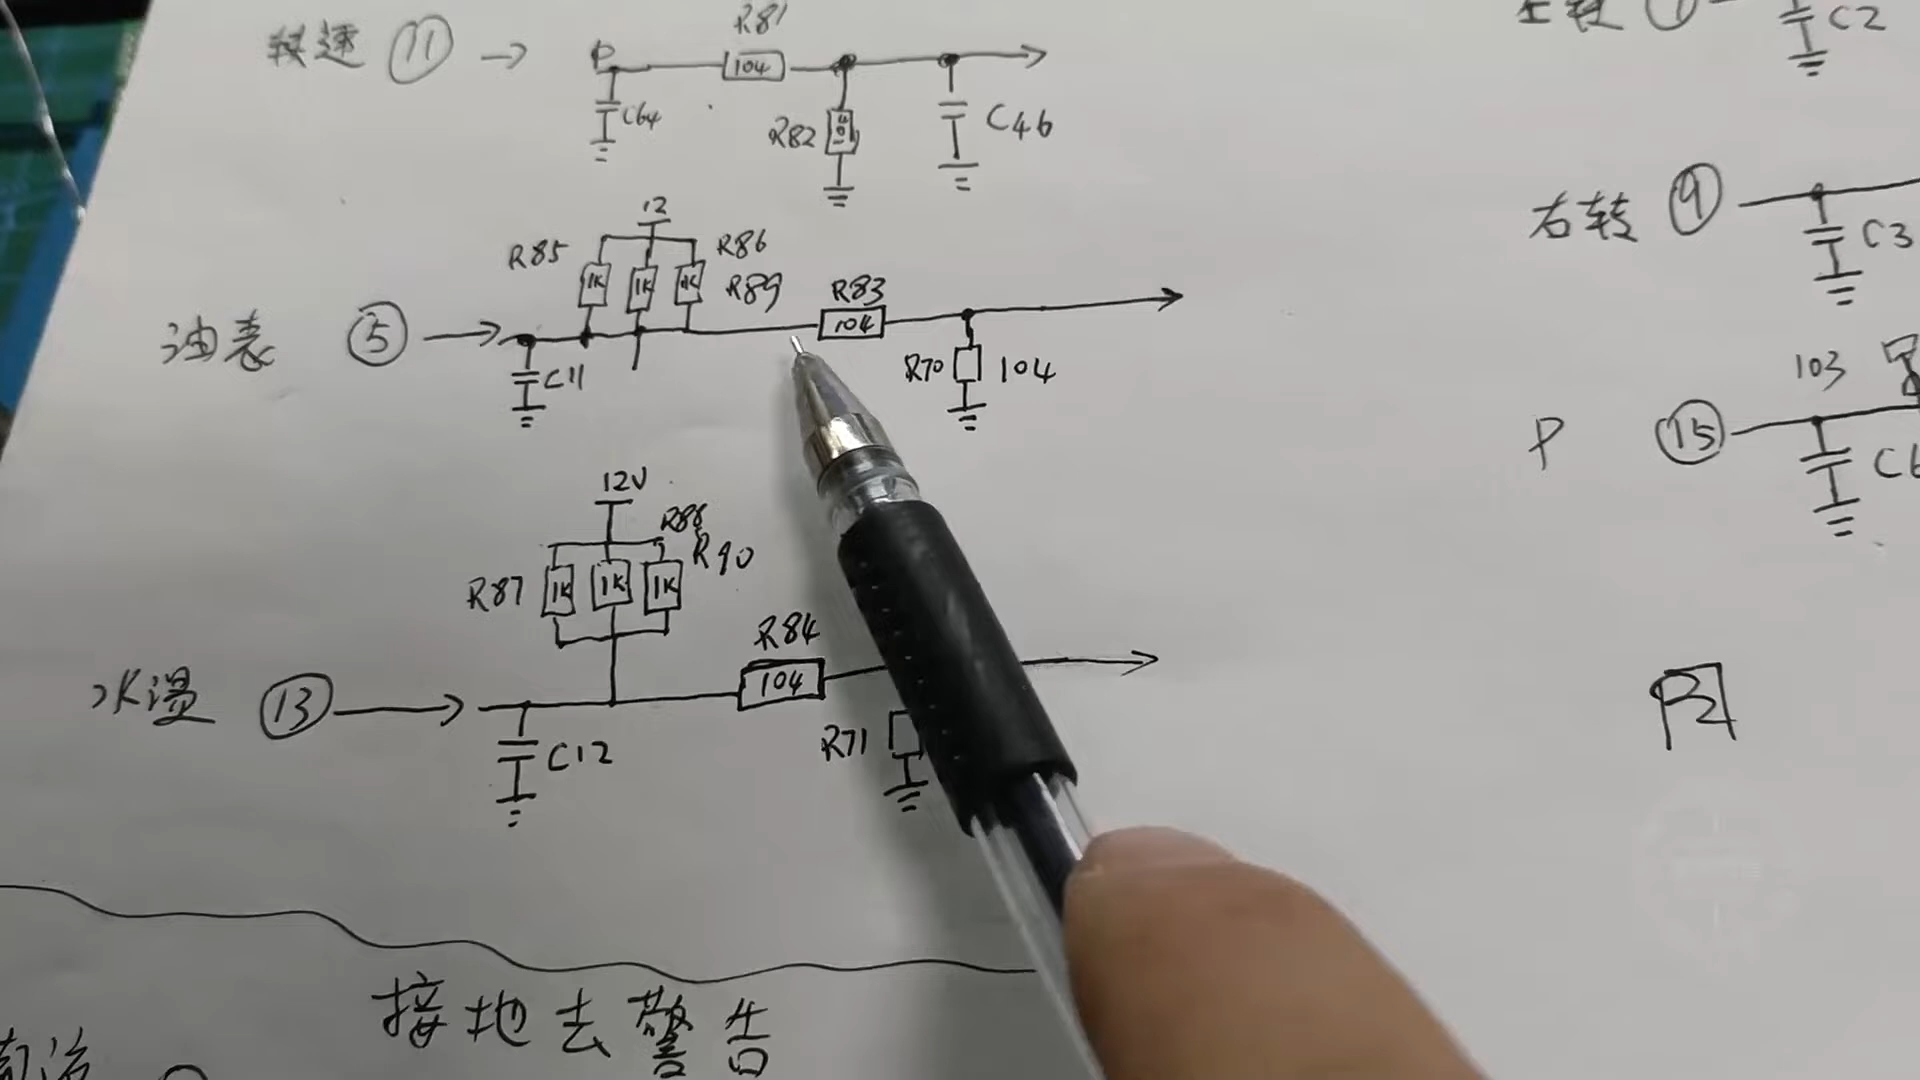 转速 ⑪ → P R81 104
C64 R82 C46
12
R85 1K 1K 1K R86
R89
油表 ⑤ R83 104
C11 R70 104
12V
R88
R87 1K 1K 1K R90
水温 ⑬ R84 104
C12 R71
接地去警告
C2
右转 ⑨ C3
103
P ⑮